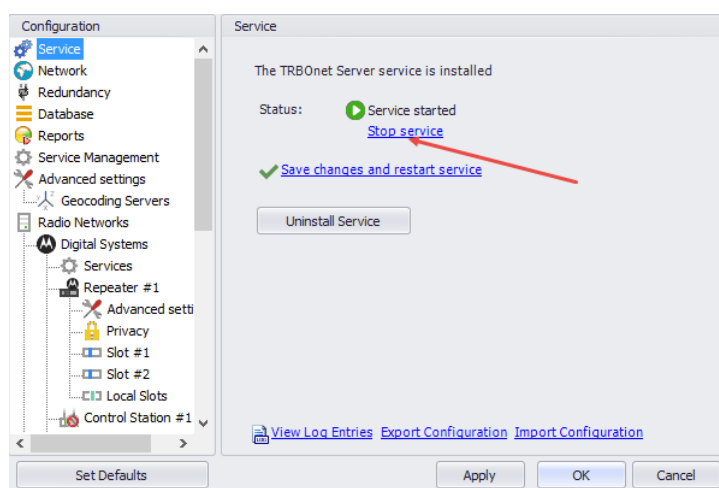 Configuration
Service
Network
Redundancy
Database
Reports
Service Management
Advanced settings
Geocoding Servers
Radio Networks
Digital Systems
Services
Repeater #1
Advanced setti
Privacy
Slot #1
Slot #2
Local Slots
Control Station #1
Set Defaults
Service
The TRBOnet Server service is installed
Status: Service started
Stop service
Save changes and restart service
Uninstall Service
View Log Entries Export Configuration Import Configuration
Apply OK Cancel